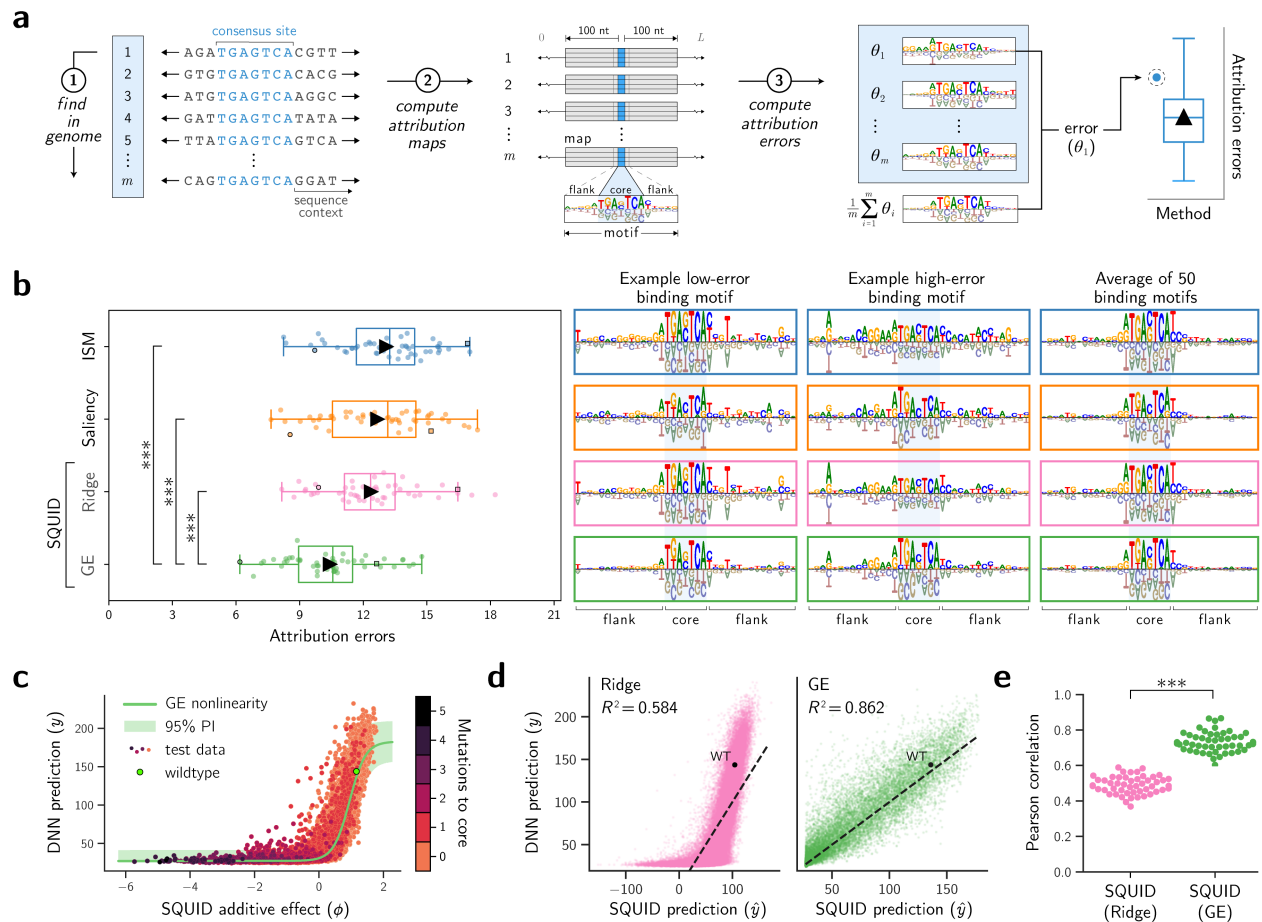 a
consensus site
1
AGATGAGTCACGTT
2
GTGTGAGTCACACG
3
ATGTGAGTCAAGGC
4
GATTGAGTCATATA
5
TTATGAGTCAGTCA
m
CAGTGAGTCAGGAT
sequence
context
1
find
in
genome
2
compute
attribution
maps
0
100 nt
100 nt
L
1
2
3
map
m
flank
core
flank
motif
3
compute
attribution
errors
θ1
θ2
θm
1/m ∑ i=1 m θi
error
(θ1)
Attribution errors
Method
b
Example low-error
binding motif
Example high-error
binding motif
Average of 50
binding motifs
ISM
Saliency
SQUID
Ridge
GE
***
***
***
0
3
6
9
12
15
18
21
Attribution errors
flank
core
flank
flank
core
flank
flank
core
flank
c
GE nonlinearity
95% PI
test data
wildtype
DNN prediction (y)
200
150
100
50
−6
−4
−2
0
2
SQUID additive effect (ϕ)
5
4
3
2
1
0
Mutations to core
d
Ridge
R² = 0.584
WT
DNN prediction (y)
200
150
100
50
−100
0
100
SQUID prediction (ŷ)
GE
R² = 0.862
WT
50
100
150
SQUID prediction (ŷ)
e
***
Pearson correlation
1.0
0.8
0.6
0.4
0.2
0.0
SQUID
(Ridge)
SQUID
(GE)